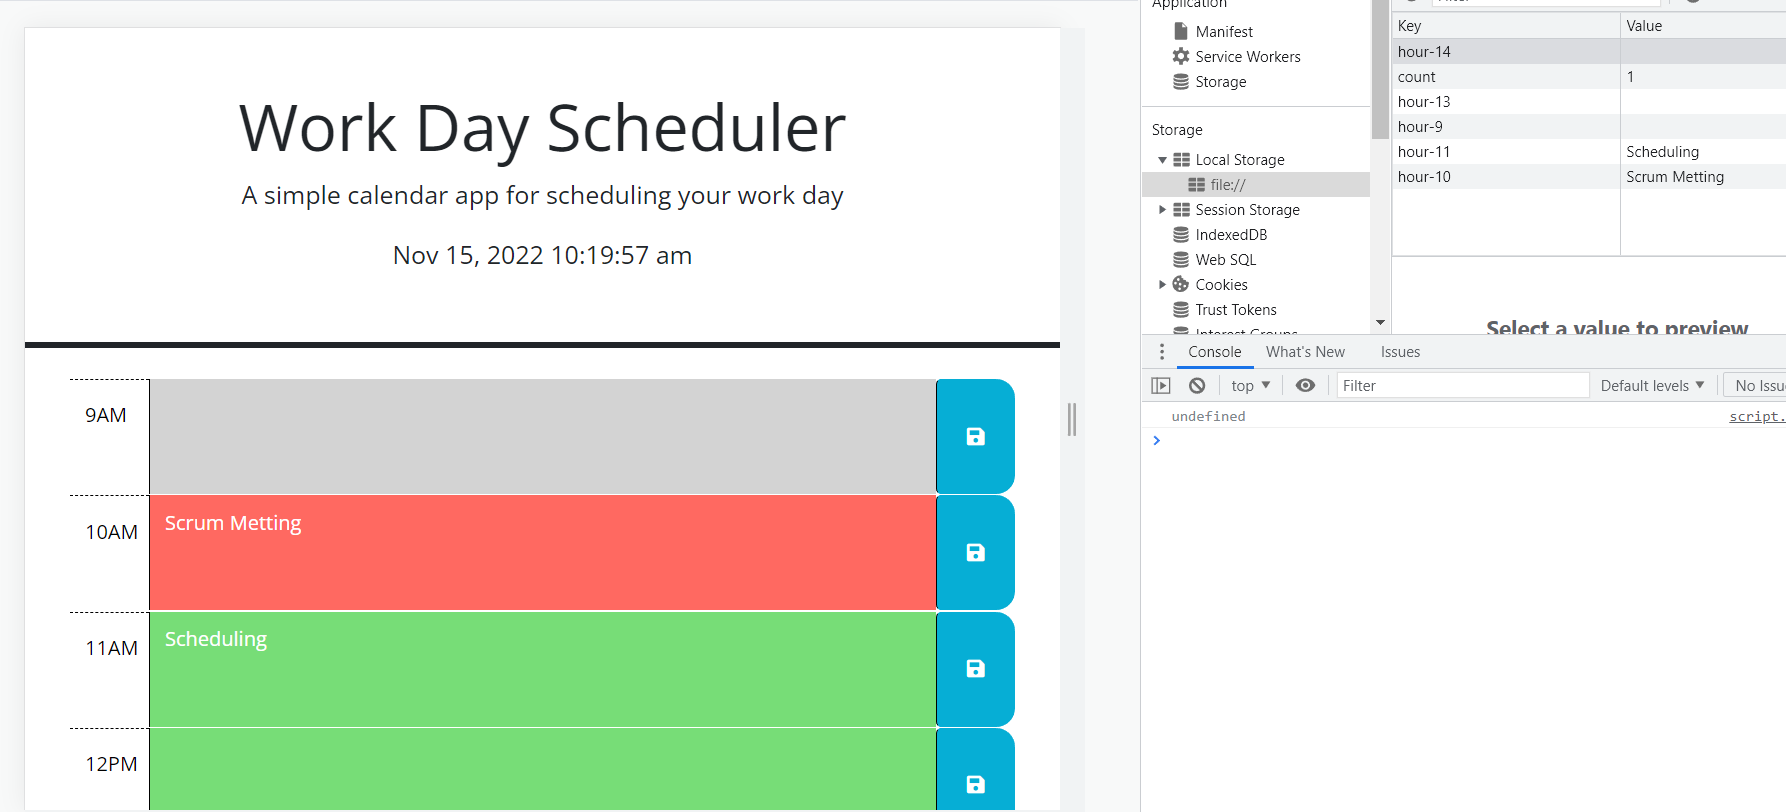 Work Day Scheduler
A simple calendar app for scheduling your work day
Nov 15, 2022 10:19:57 am
9AM
10AM
Scrum Metting
11AM
Scheduling
12PM
Application
Manifest
Service Workers
Storage
Storage
Local Storage
file://
Session Storage
IndexedDB
Web SQL
Cookies
Trust Tokens
Interest Groups
Filter
Key Value
hour-14
count 1
hour-13
hour-9
hour-11 Scheduling
hour-10 Scrum Metting
Select a value to preview
Console What's New Issues
top Filter Default levels No Issu
undefined script.